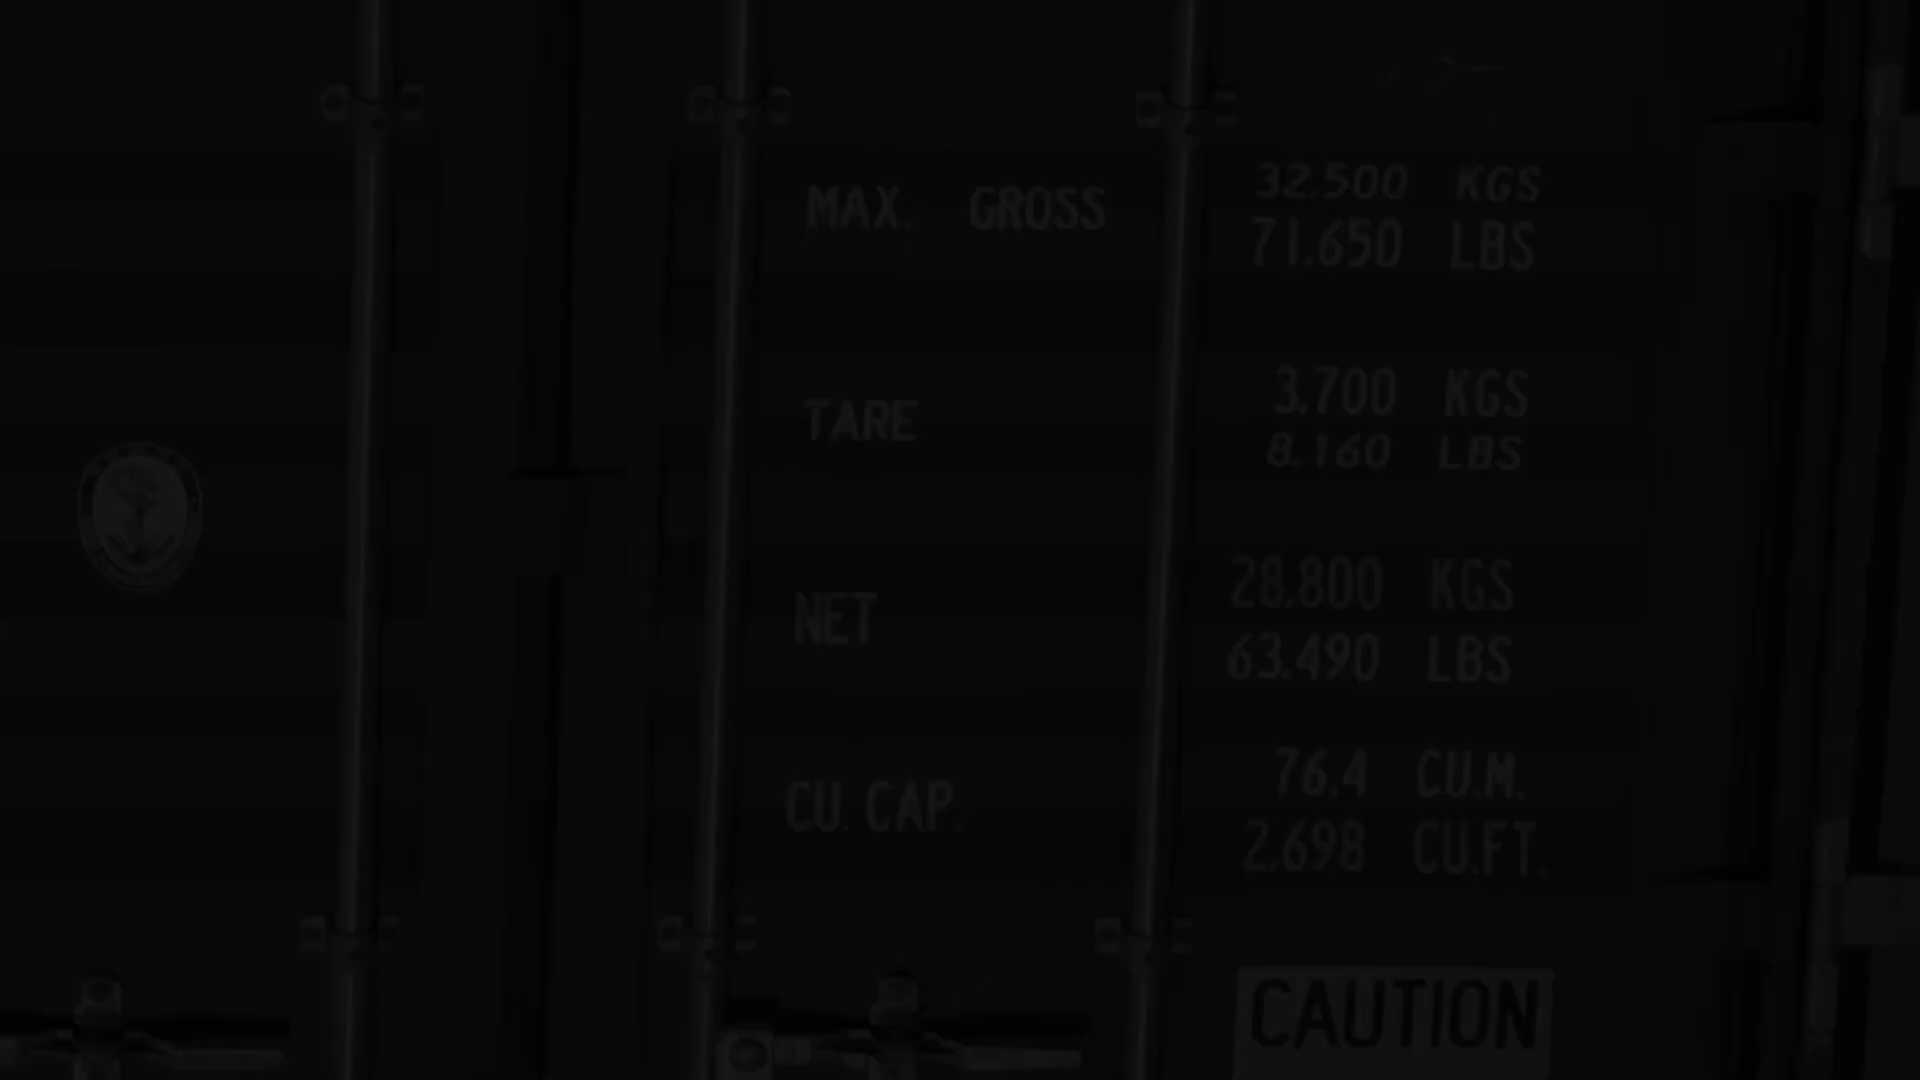 MAX. GROSS 32.500 KGS
71.650 LBS
TARE 3.700 KGS
8.160 LBS
NET 28.800 KGS
63.490 LBS
CU. CAP. 76.4 CU.M.
2.698 CU.FT.
CAUTION